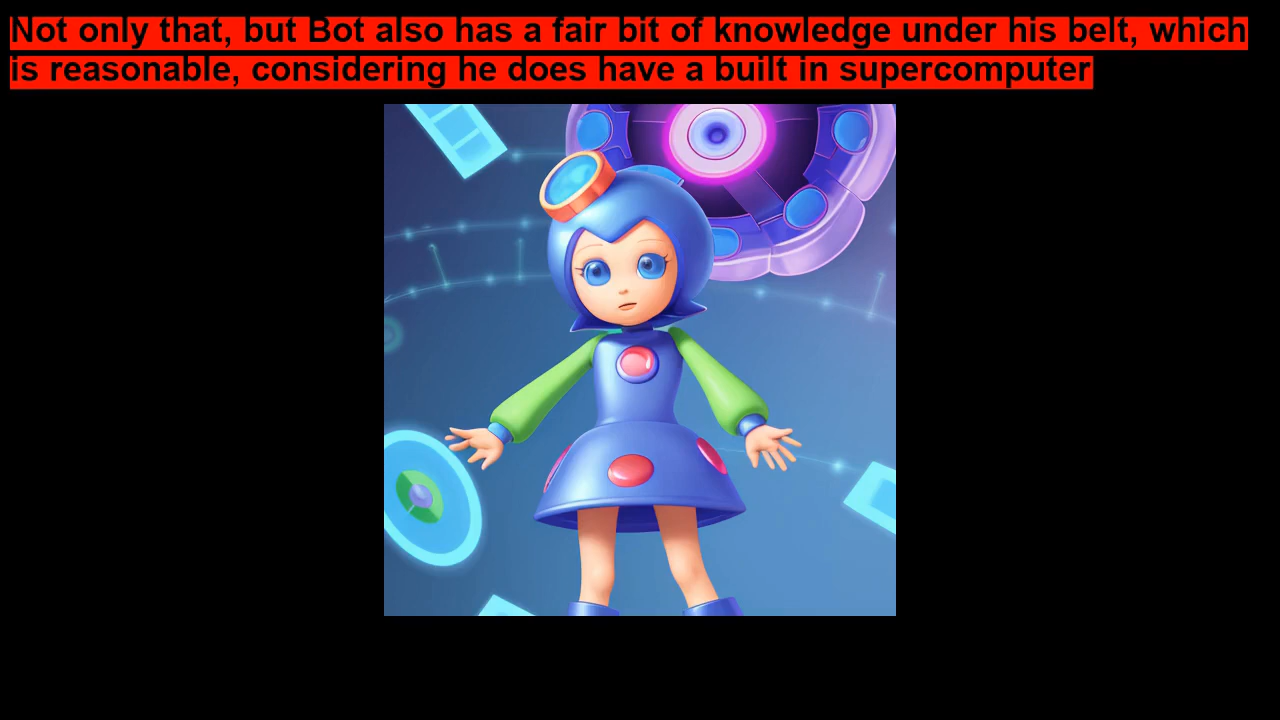 Not only that, but Bot also has a fair bit of knowledge under his belt, which
is reasonable, considering he does have a built in supercomputer